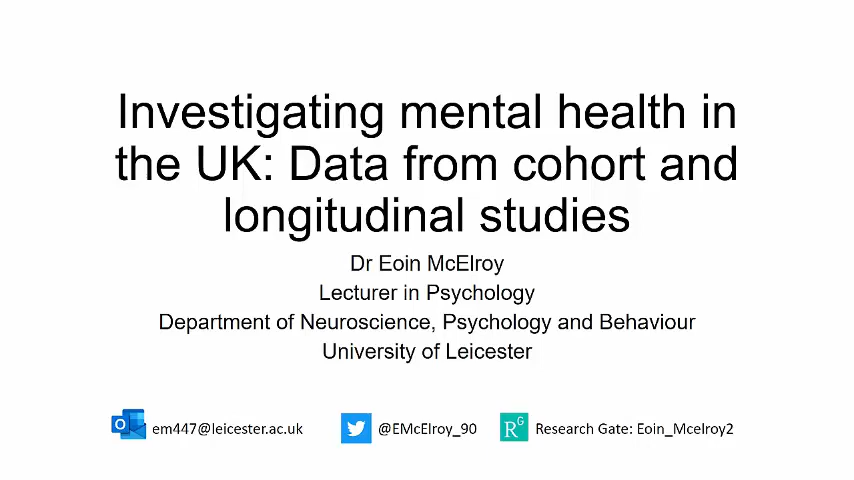 Investigating mental health in
the UK: Data from cohort and
longitudinal studies
Dr Eoin McElroy
Lecturer in Psychology
Department of Neuroscience, Psychology and Behaviour
University of Leicester
em447@leicester.ac.uk @EMcElroy_90 RG Research Gate: Eoin_Mcelroy2